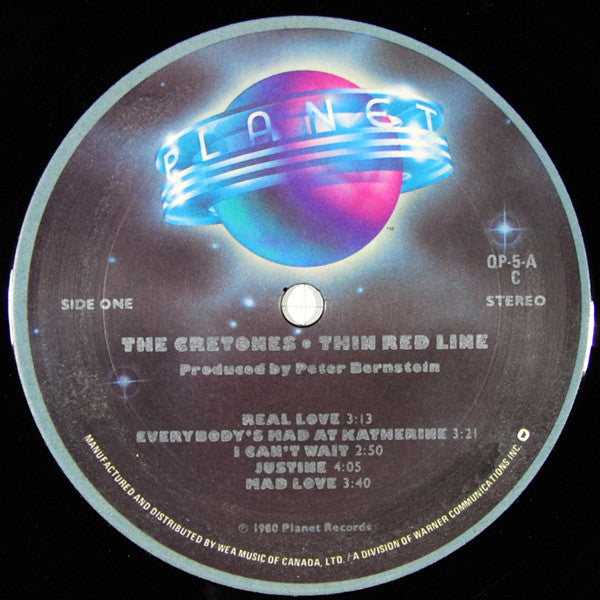 PLANET
TM
QP-5-A
C
SIDE ONE
STEREO
THE CRETONES • THIN RED LINE
Produced by Peter Bernstein
REAL LOVE 3:13
EVERYBODY'S MAD AT KATHERINE 3:21
I CAN'T WAIT 2:50
JUSTINE 4:05
MAD LOVE 3:40
℗ 1980 Planet Records
MANUFACTURED AND DISTRIBUTED BY WEA MUSIC OF CANADA, LTD. / A DIVISION OF WARNER COMMUNICATIONS INC.